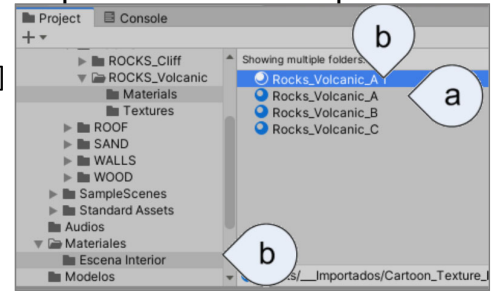 Project
Console
ROCKS_Cliff
ROCKS_Volcanic
Materials
Textures
ROOF
SAND
WALLS
WOOD
SampleScenes
Standard Assets
Audios
Materiales
Escena Interior
Modelos
Showing multiple folders.
Rocks_Volcanic_A 1
Rocks_Volcanic_A
Rocks_Volcanic_B
Rocks_Volcanic_C
b
a
b
/__Importados/Cartoon_Texture_